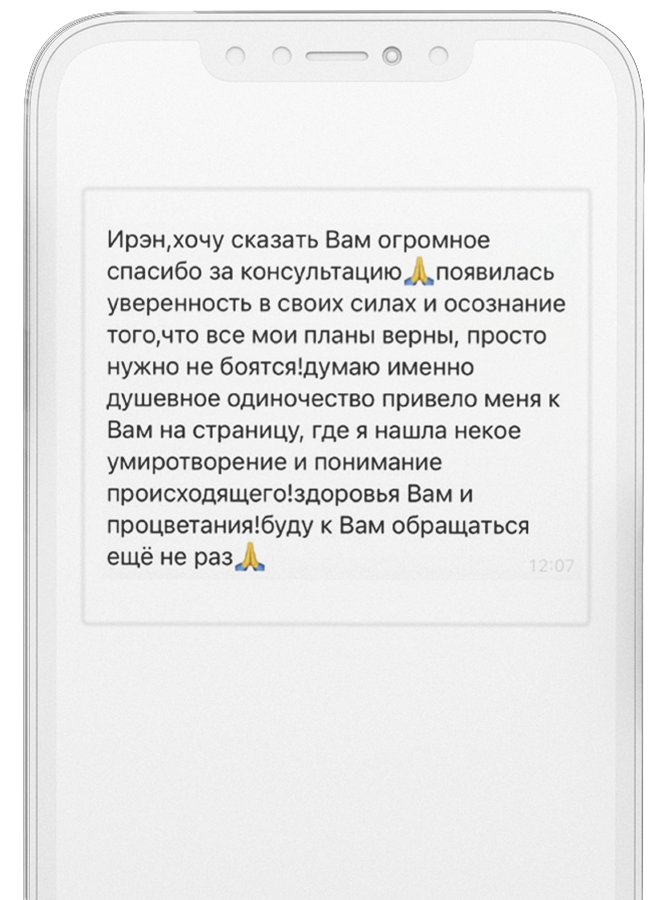 Ирэн,хочу сказать Вам огромное
спасибо за консультацию🙏появилась
уверенность в своих силах и осознание
того,что все мои планы верны, просто
нужно не боятся!думаю именно
душевное одиночество привело меня к
Вам на страницу, где я нашла некое
умиротворение и понимание
происходящего!здоровья Вам и
процветания!буду к Вам обращаться
ещё не раз🙏
12:07